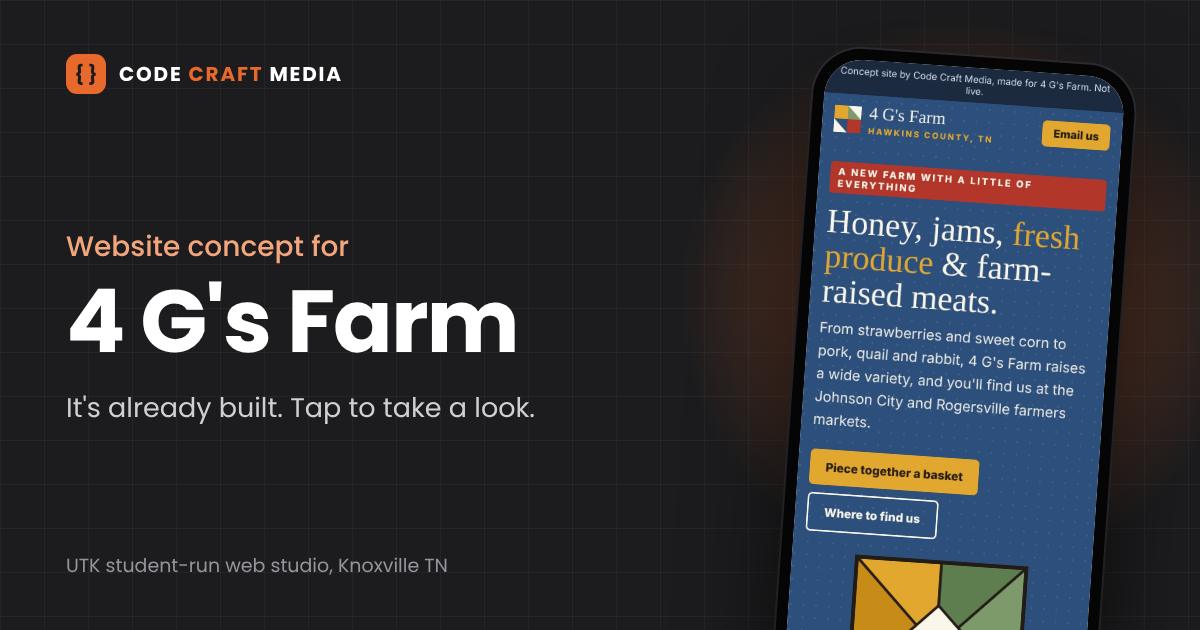 { } CODE CRAFT MEDIA
Website concept for
4 G's Farm
It's already built. Tap to take a look.
UTK student-run web studio, Knoxville TN
Concept site by Code Craft Media, made for 4 G's Farm. Not
live.
4 G's Farm
HAWKINS COUNTY, TN
Email us
A NEW FARM WITH A LITTLE OF
EVERYTHING
Honey, jams, fresh
produce & farm-
raised meats.
From strawberries and sweet corn to
pork, quail and rabbit, 4 G's Farm raises
a wide variety, and you'll find us at the
Johnson City and Rogersville farmers
markets.
Piece together a basket
Where to find us